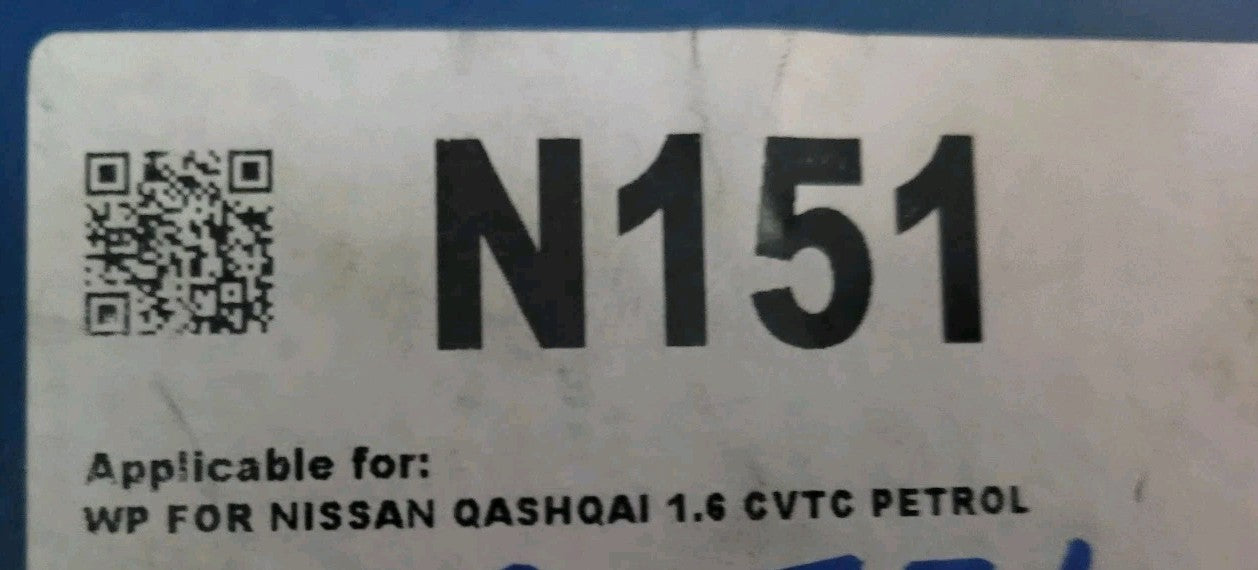 N151
Applicable for:
WP FOR NISSAN QASHQAI 1.6 CVTC PETROL